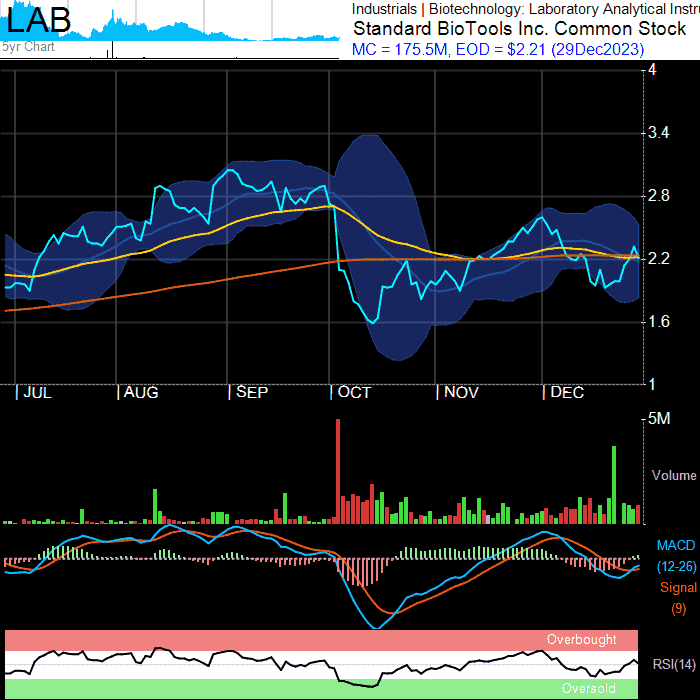 LAB
5yr Chart
Industrials | Biotechnology: Laboratory Analytical Instru
Standard BioTools Inc. Common Stock
MC = 175.5M, EOD = $2.21 (29Dec2023)
4
3.4
2.8
2.2
1.6
1
JUL AUG SEP OCT NOV DEC
5M
Volume
MACD
(12-26)
Signal
(9)
Overbought
RSI(14)
Oversold